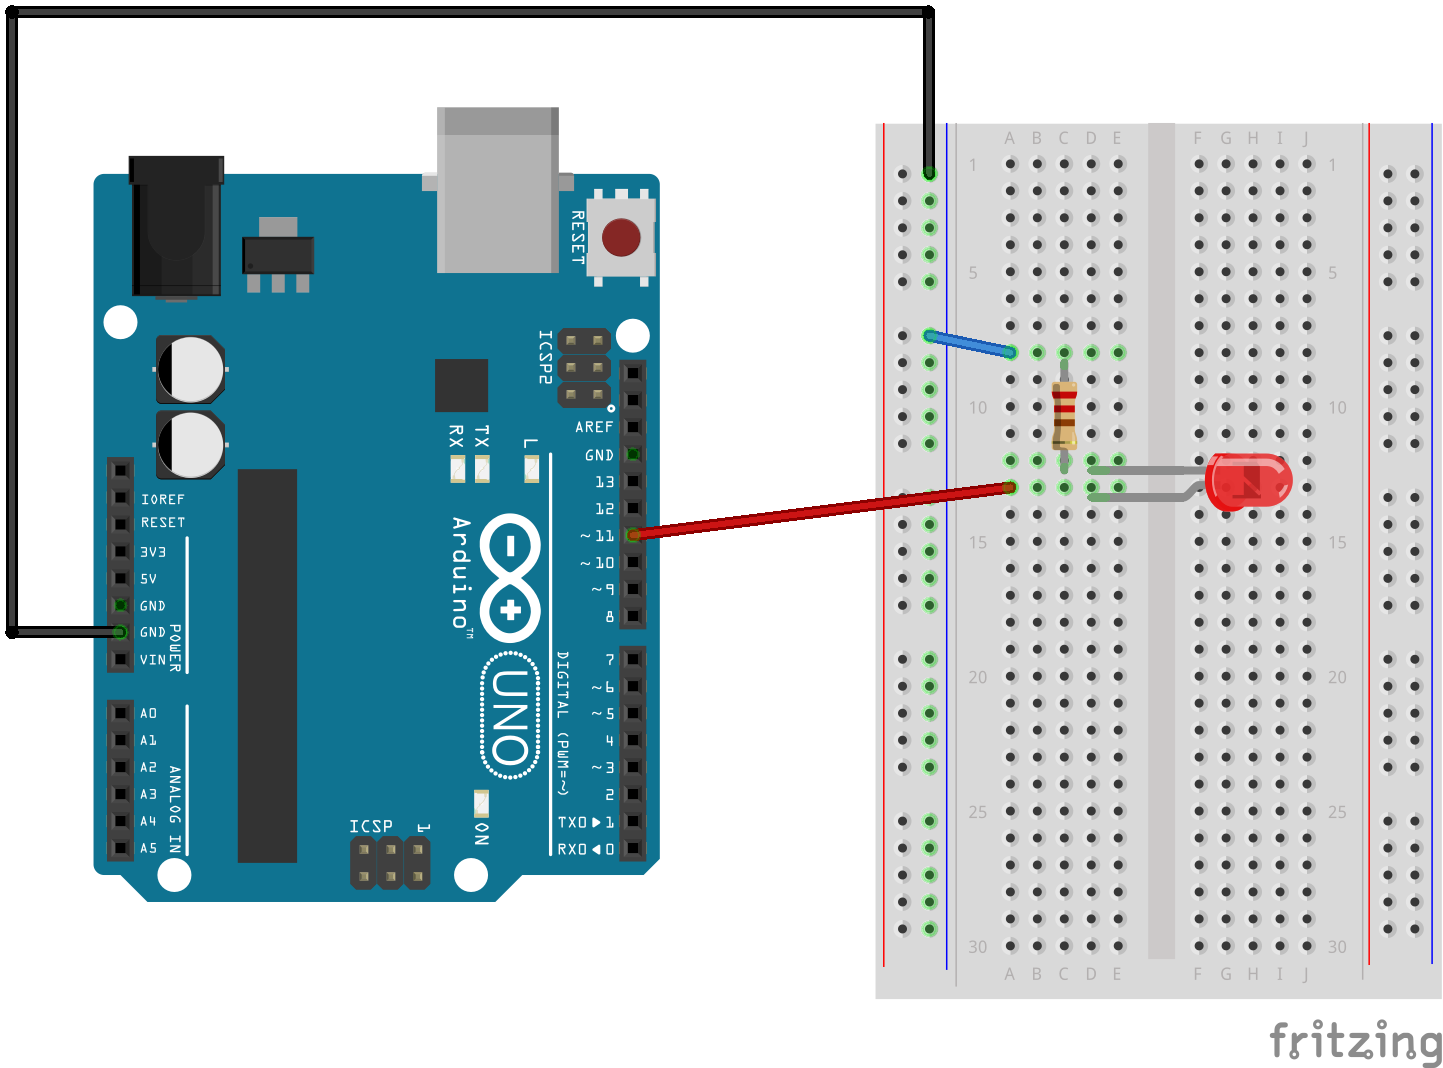 RESET
ICSP2
AREF
GND
RX
TX
L
13
12
~11
~10
~9
8
IOREF
RESET
3V3
5V
GND
GND
VIN
POWER
Arduino™
UNO
DIGITAL (PWM=~)
7
~6
~5
4
~3
2
TX0▶1
RX0◀0
A0
A1
A2
A3
A4
A5
ANALOG IN
ICSP
1
ON
A B C D E F G H I J
1 1
5 5
10 10
15 15
20 20
25 25
30 30
A B C D E F G H I J
fritzing